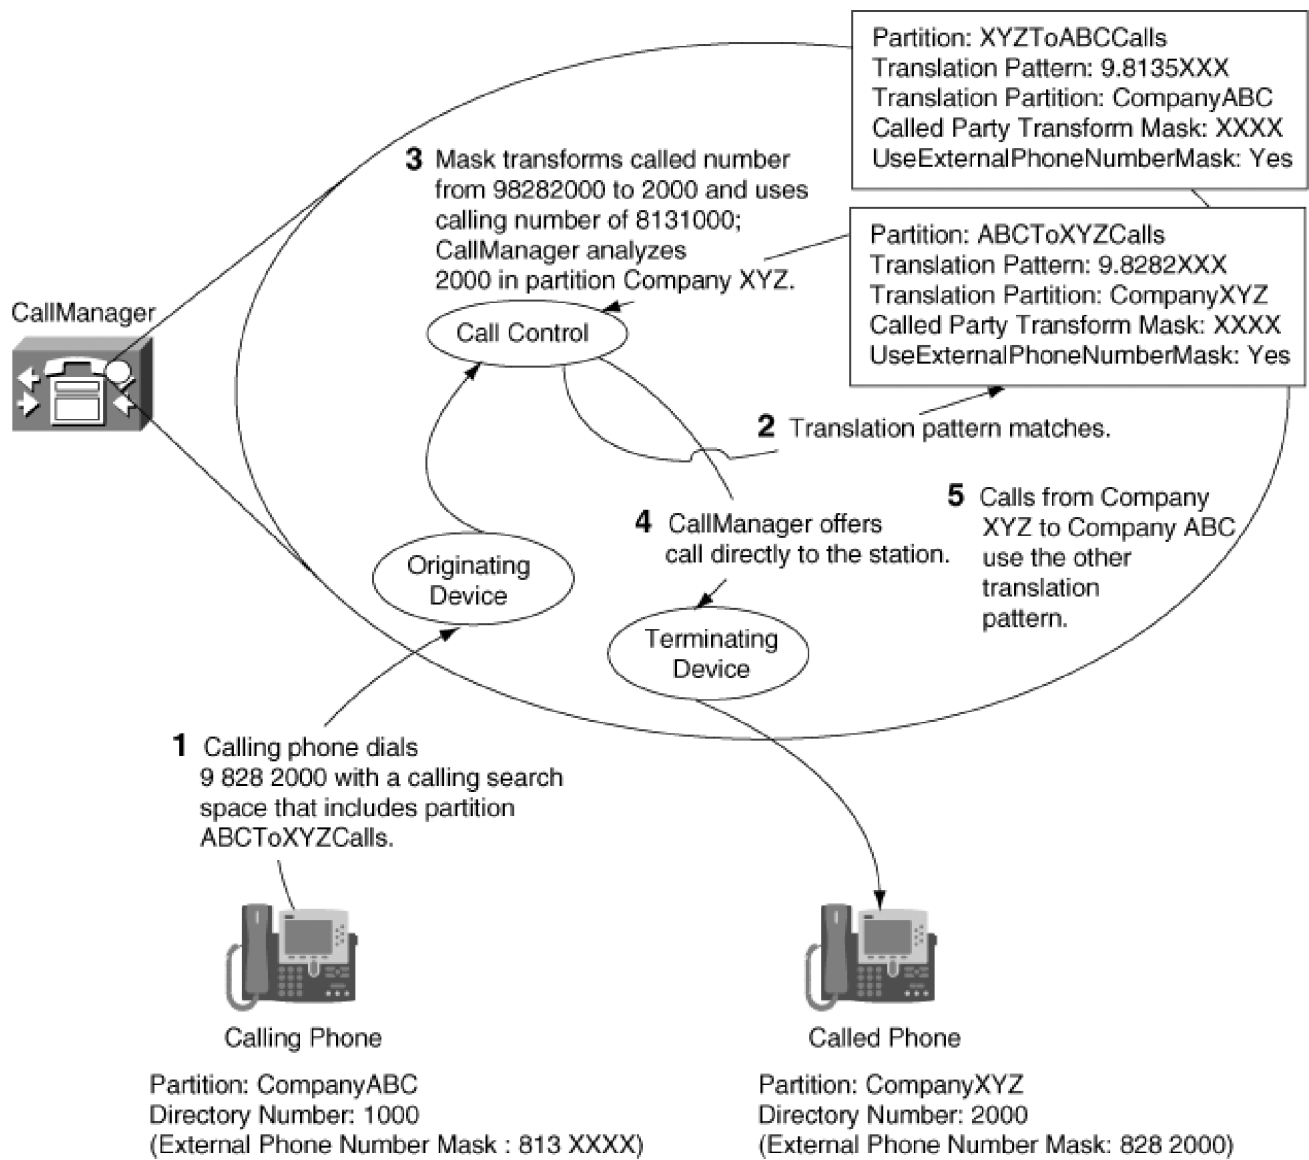 Partition: XYZToABCCalls
Translation Pattern: 9.8135XXX
Translation Partition: CompanyABC
Called Party Transform Mask: XXXX
UseExternalPhoneNumberMask: Yes
3 Mask transforms called number
from 98282000 to 2000 and uses
calling number of 8131000;
CallManager analyzes
2000 in partition Company XYZ.
Partition: ABCToXYZCalls
Translation Pattern: 9.8282XXX
Translation Partition: CompanyXYZ
Called Party Transform Mask: XXXX
UseExternalPhoneNumberMask: Yes
CallManager
Call Control
2 Translation pattern matches.
5 Calls from Company
XYZ to Company ABC
use the other
translation
pattern.
4 CallManager offers
call directly to the station.
Originating
Device
Terminating
Device
1 Calling phone dials
9 828 2000 with a calling search
space that includes partition
ABCToXYZCalls.
Calling Phone
Partition: CompanyABC
Directory Number: 1000
(External Phone Number Mask : 813 XXXX)
Called Phone
Partition: CompanyXYZ
Directory Number: 2000
(External Phone Number Mask: 828 2000)